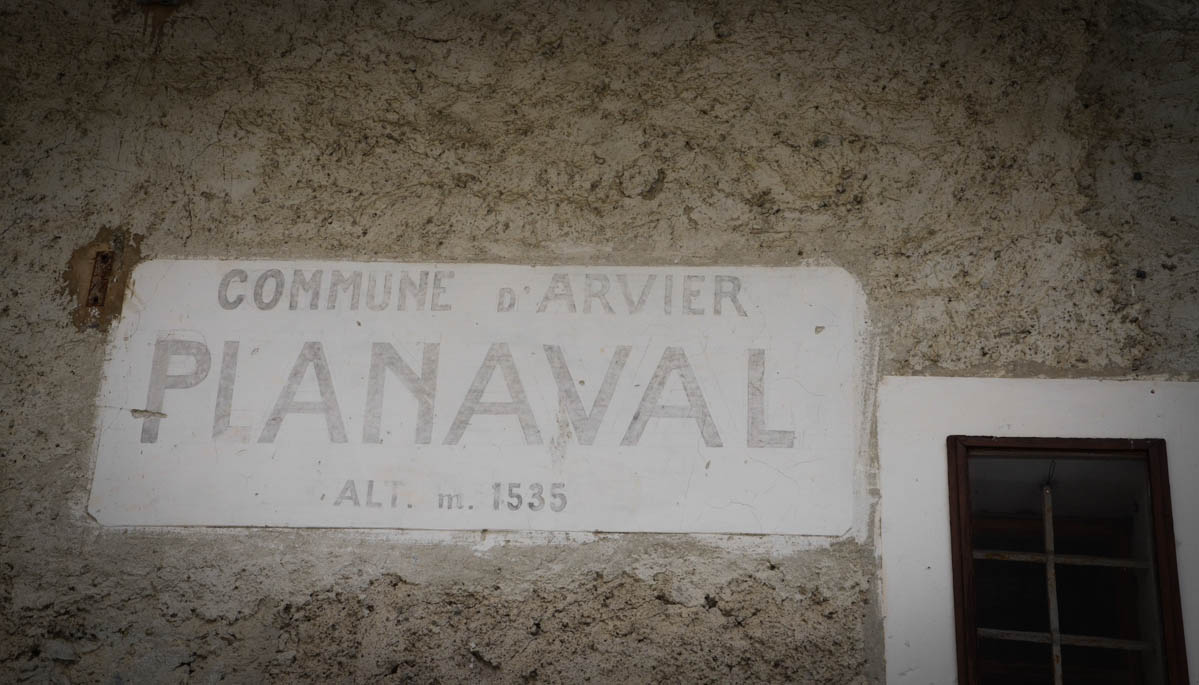 COMMUNE D'ARVIER
PLANAVAL
ALT. m. 1535